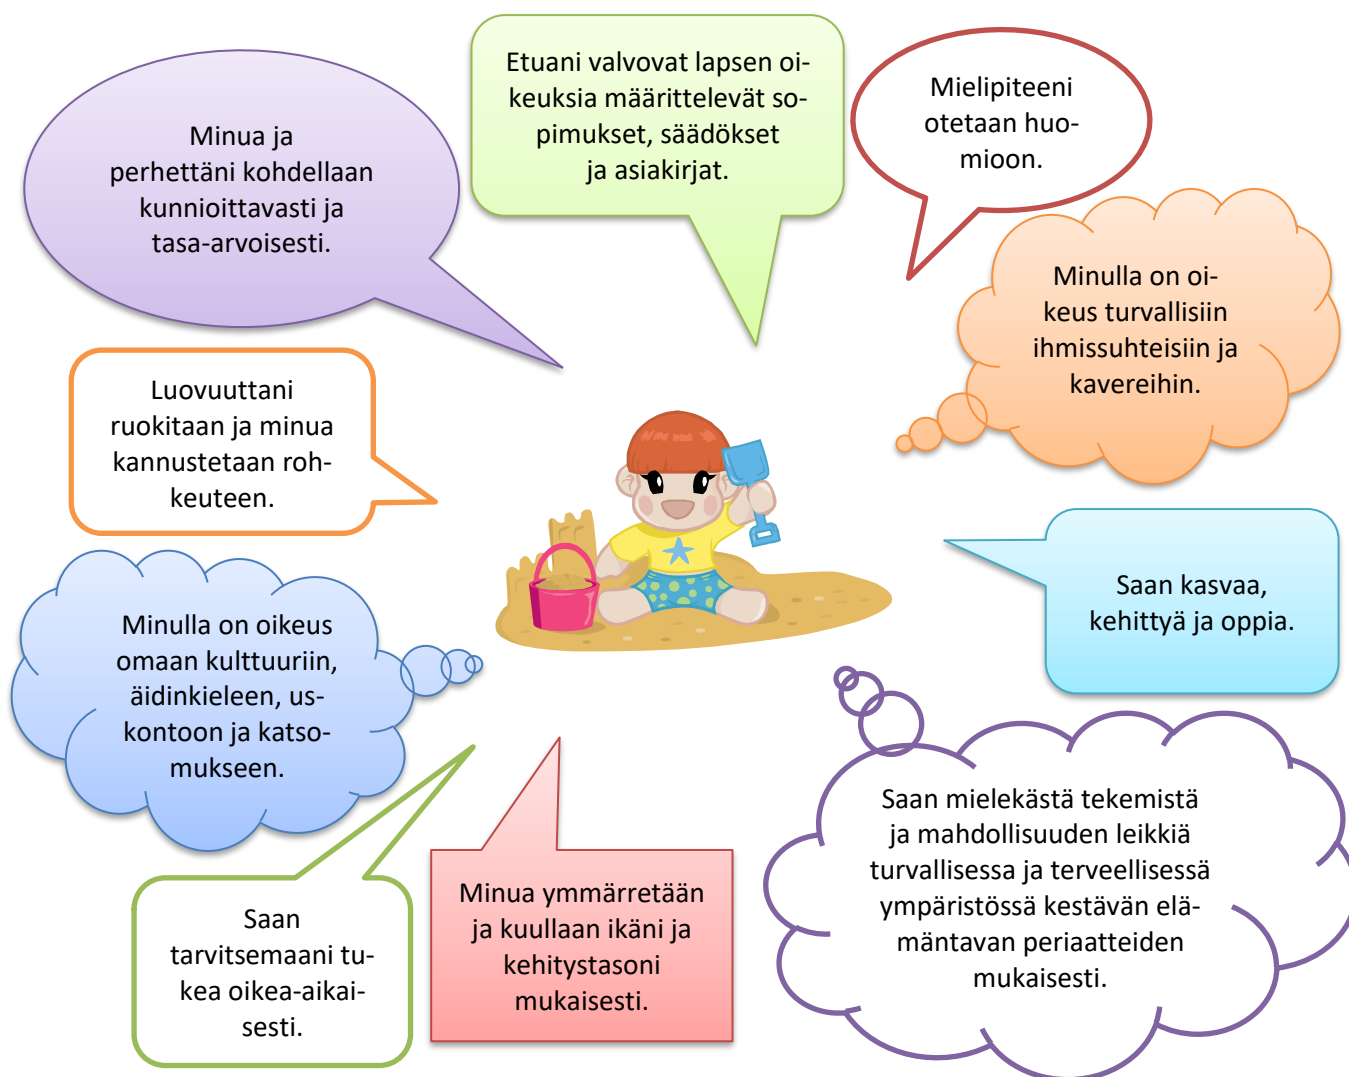 Minua ja
perhettäni kohdellaan
kunnioittavasti ja
tasa-arvoisesti.
Etuani valvovat lapsen oi-
keuksia määrittelevät so-
pimukset, säädökset
ja asiakirjat.
Mielipiteeni
otetaan huo-
mioon.
Minulla on oi-
keus turvallisiin
ihmissuhteisiin ja
kavereihin.
Luovuuttani
ruokitaan ja minua
kannustetaan roh-
keuteen.
Saan kasvaa,
kehittyä ja oppia.
Minulla on oikeus
omaan kulttuuriin,
äidinkieleen, us-
kontoon ja katso-
mukseen.
Saan mielekästä tekemistä
ja mahdollisuuden leikkiä
turvallisessa ja terveellisessä
ympäristössä kestävän elä-
mäntavan periaatteiden
mukaisesti.
Saan
tarvitsemaani tu-
kea oikea-aikai-
sesti.
Minua ymmärretään
ja kuullaan ikäni ja
kehitystasoni
mukaisesti.